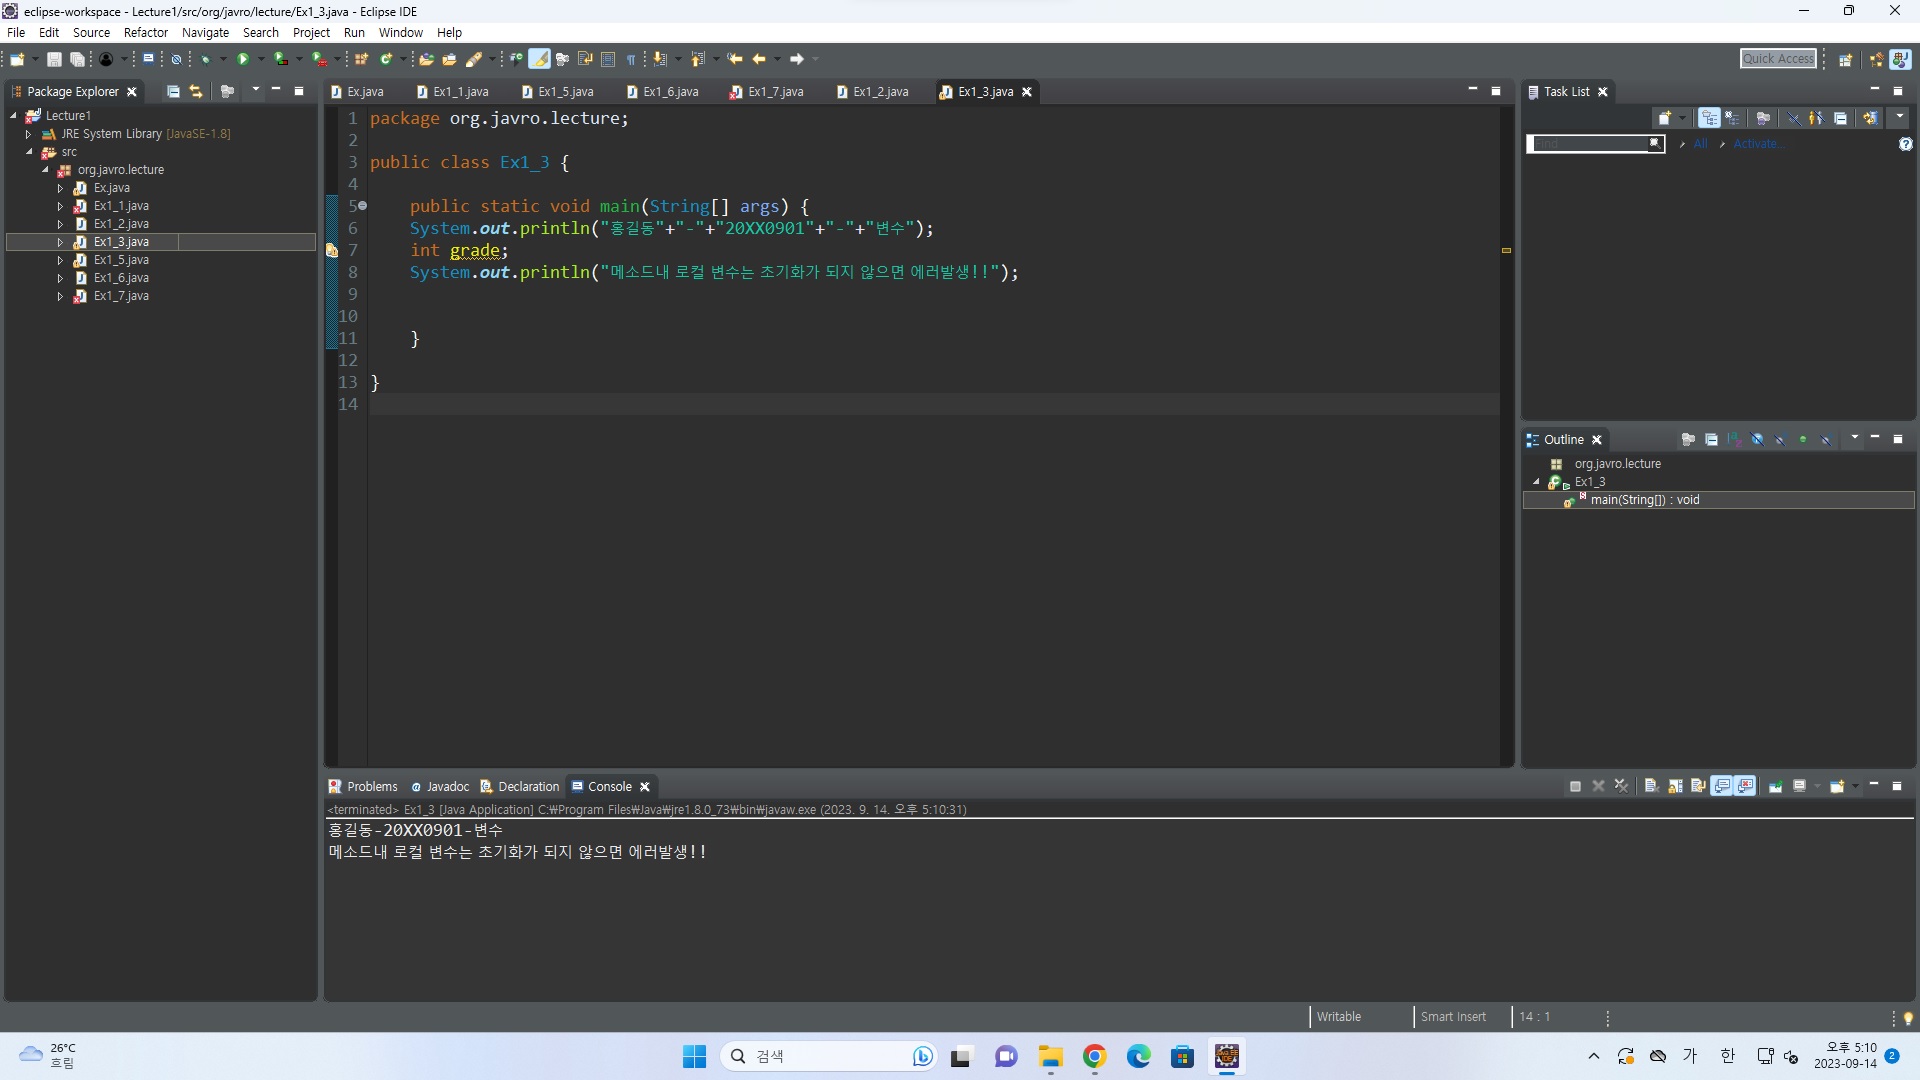 eclipse-workspace - Lecture1/src/org/javro/lecture/Ex1_3.java - Eclipse IDE
File Edit Source Refactor Navigate Search Project Run Window Help
Quick Access
Package Explorer
Lecture1
JRE System Library [JavaSE-1.8]
src
org.javro.lecture
Ex.java
Ex1_1.java
Ex1_2.java
Ex1_3.java
Ex1_5.java
Ex1_6.java
Ex1_7.java
Ex.java Ex1_1.java Ex1_5.java Ex1_6.java Ex1_7.java Ex1_2.java Ex1_3.java
1 package org.javro.lecture;
2
3 public class Ex1_3 {
4
5 public static void main(String[] args) {
6 System.out.println("홍길동"+"-"+"20XX0901"+"-"+"변수");
7 int grade;
8 System.out.println("메소드내 로컬 변수는 초기화가 되지 않으면 에러발생!!");
9
10
11 }
12
13 }
14
Task List
Find All Activate...
Outline
org.javro.lecture
Ex1_3
main(String[]) : void
Problems Javadoc Declaration Console
<terminated> Ex1_3 [Java Application] C:₩Program Files₩Java₩jre1.8.0_73₩bin₩javaw.exe (2023. 9. 14. 오후 5:10:31)
홍길동-20XX0901-변수
메소드내 로컬 변수는 초기화가 되지 않으면 에러발생!!
Writable Smart Insert 14 : 1
26°C
흐림
검색
가 한
오후 5:10
2023-09-14
2